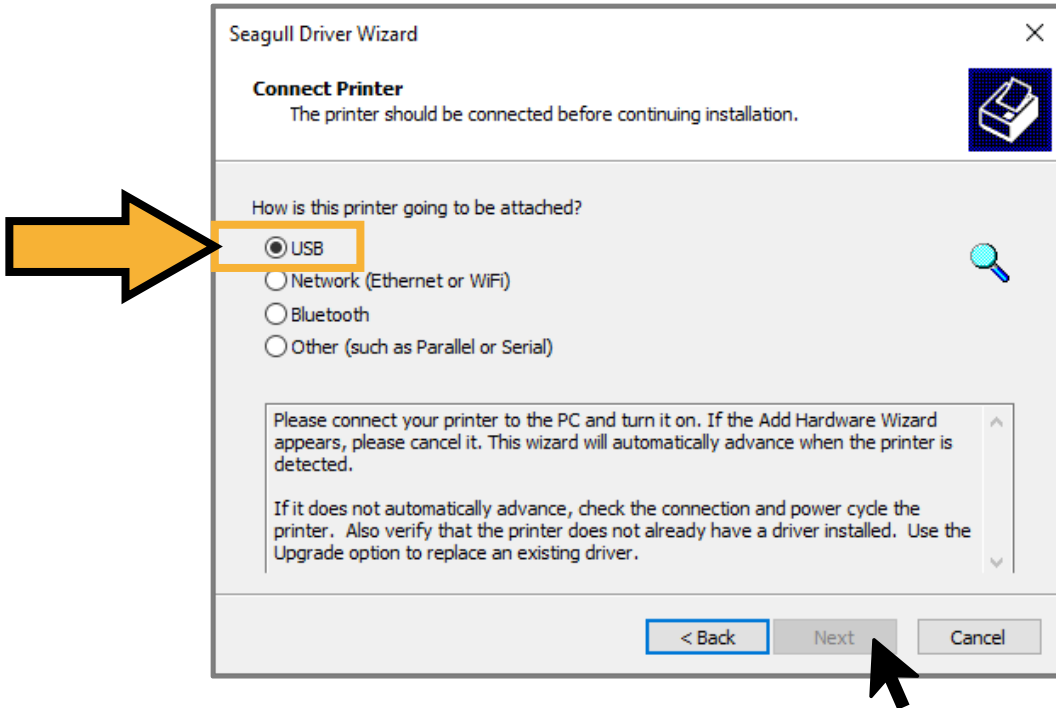 Seagull Driver Wizard
Connect Printer
The printer should be connected before continuing installation.
How is this printer going to be attached?
USB
Network (Ethernet or WiFi)
Bluetooth
Other (such as Parallel or Serial)
Please connect your printer to the PC and turn it on. If the Add Hardware Wizard
appears, please cancel it. This wizard will automatically advance when the printer is
detected.
If it does not automatically advance, check the connection and power cycle the
printer.  Also verify that the printer does not already have a driver installed.  Use the
Upgrade option to replace an existing driver.
< Back Next Cancel